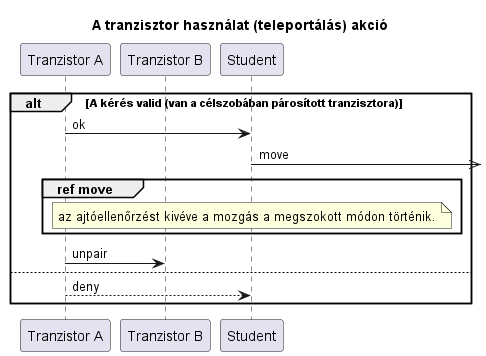 A tranzisztor használat (teleportálás) akció
Tranzistor A Tranzistor B Student
alt [A kérés valid (van a célszobában párosított tranzisztora)]
ok
move
ref move
az ajtóellenőrzést kivéve a mozgás a megszokott módon történik.
unpair
deny
Tranzistor A Tranzistor B Student